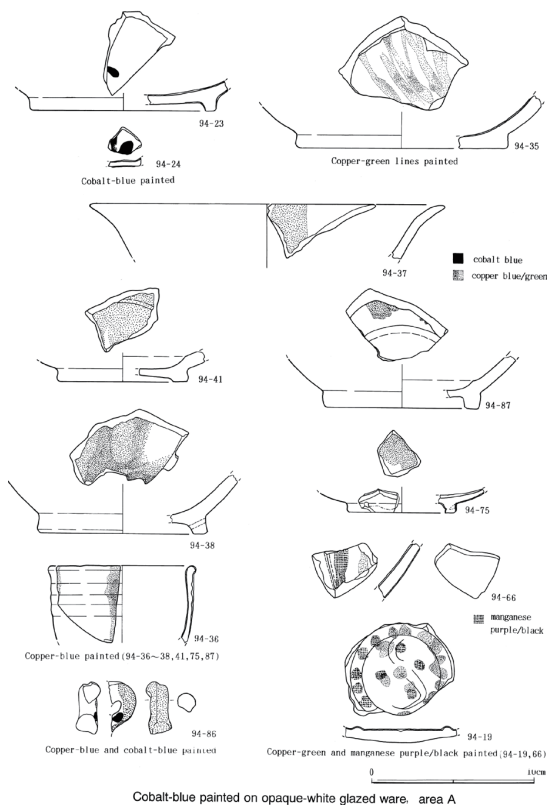 94-23
94-24
Cobalt-blue painted
94-35
Copper-green lines painted
94-37
cobalt blue
copper blue/green
94-41
94-87
94-38
94-75
94-36
Copper-blue painted(94-36～38,41,75,87)
94-66
manganese
purple/black
94-86
Copper-blue and cobalt-blue painted
94-19
Copper-green and manganese purple/black painted(94-19,66)
0 10cm
Cobalt-blue painted on opaque-white glazed ware, area A